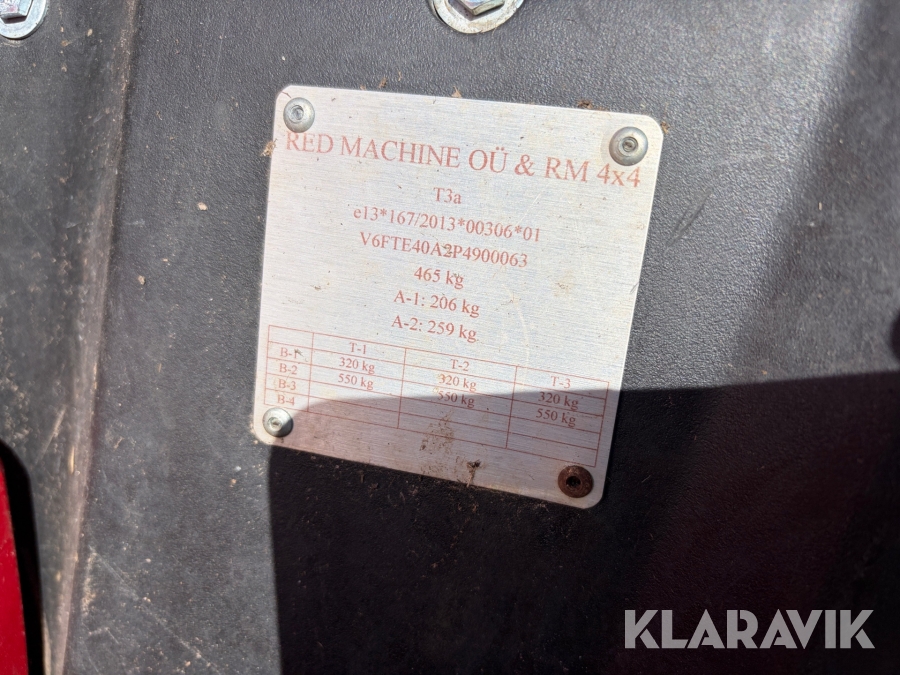 RED MACHINE OÜ & RM 4x4
T3a
e13*167/2013*00306*01
465 kg
A-1: 206 kg
A-2: 259 kg
T-1 T-2 T-3
B-1 320 kg 320 kg 320 kg
B-2 550 kg 550 kg 550 kg
B-3
B-4
KLARAVIK